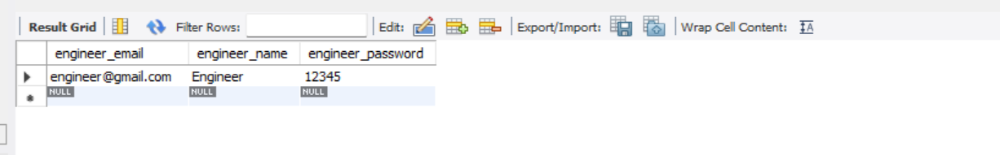 Result Grid Filter Rows: Edit: Export/Import: Wrap Cell Content: IA
engineer_email engineer_name engineer_password
engineer@gmail.com Engineer 12345
NULL NULL NULL